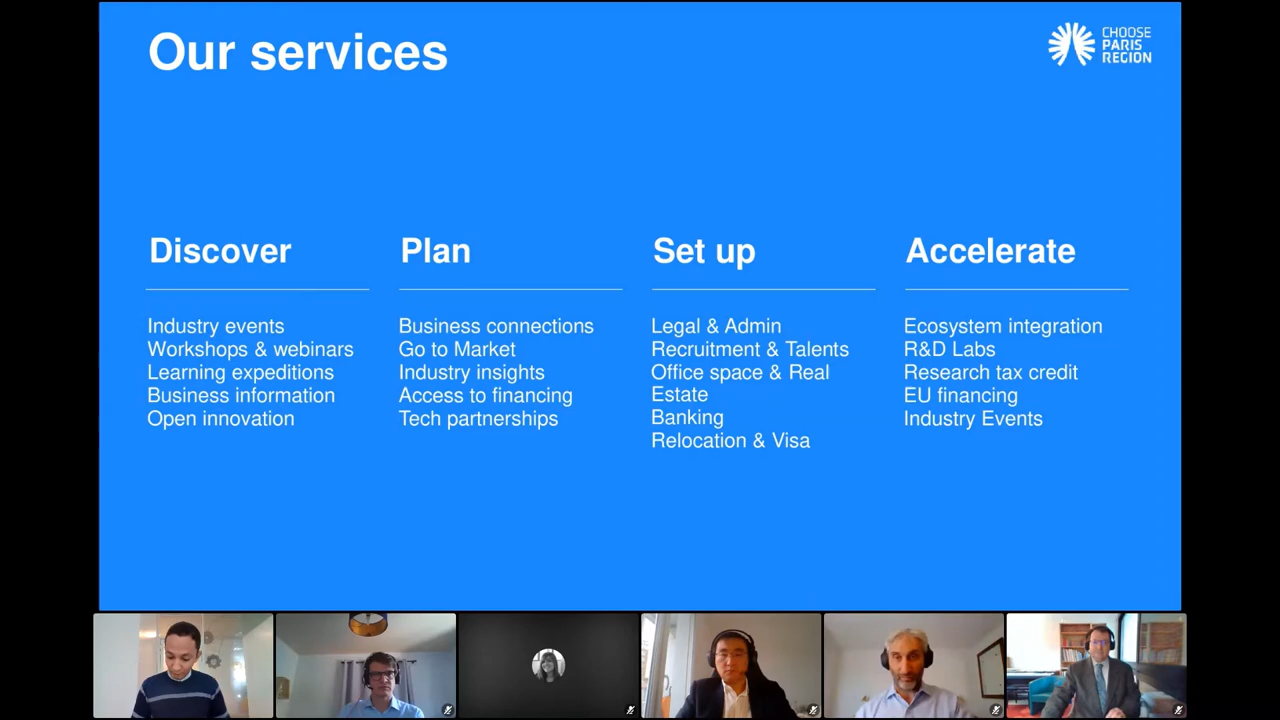 Our services
CHOOSE
PARIS
REGION
Discover
Industry events
Workshops & webinars
Learning expeditions
Business information
Open innovation
Plan
Business connections
Go to Market
Industry insights
Access to financing
Tech partnerships
Set up
Legal & Admin
Recruitment & Talents
Office space & Real
Estate
Banking
Relocation & Visa
Accelerate
Ecosystem integration
R&D Labs
Research tax credit
EU financing
Industry Events